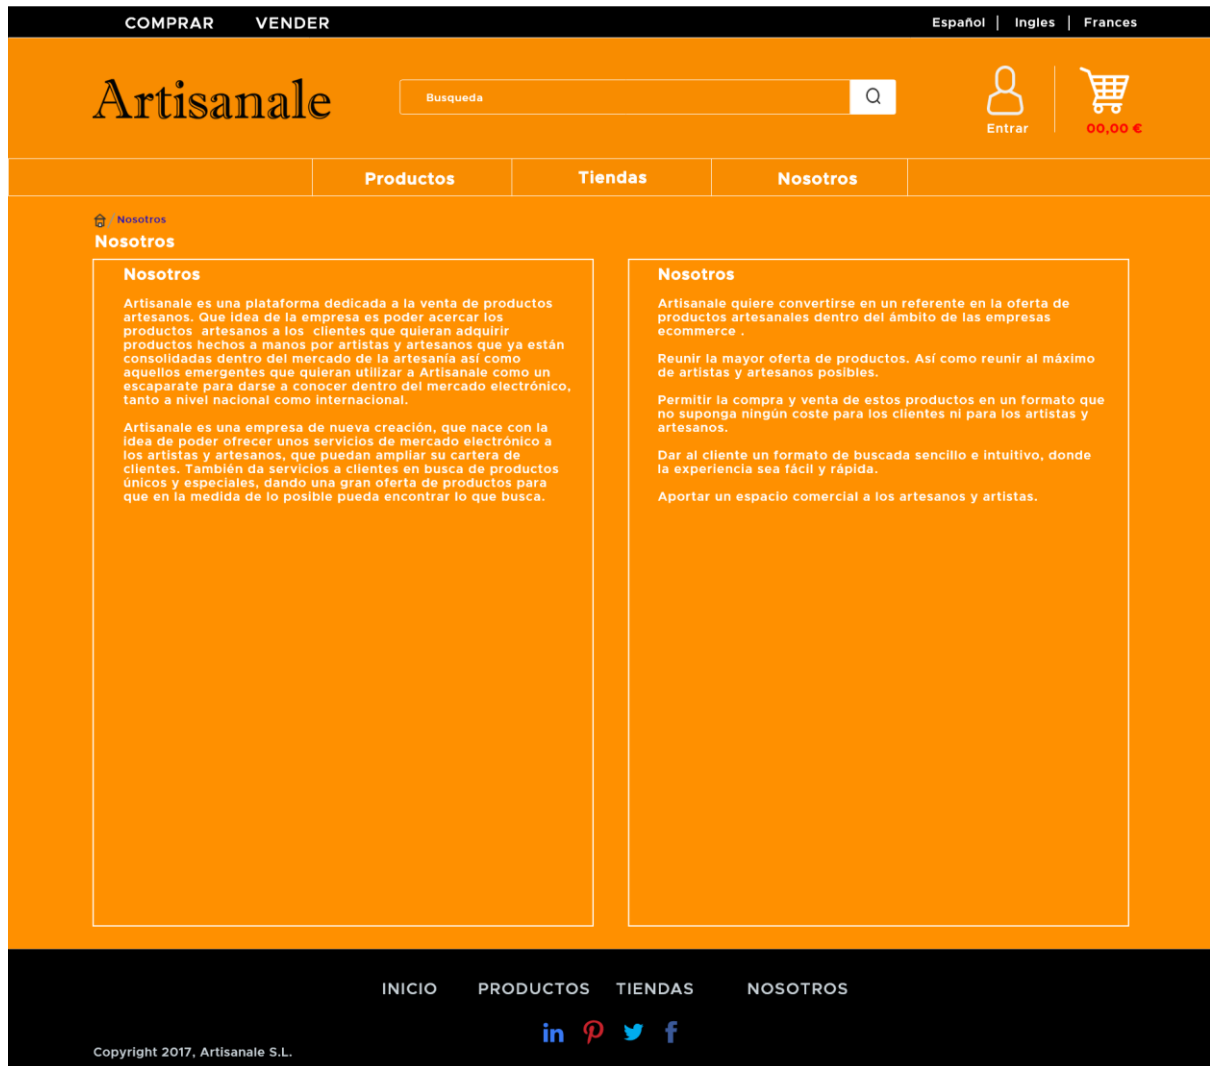 COMPRAR VENDER Español | Ingles | Frances
Artisanale
Busqueda
Entrar
00,00 €
Productos Tiendas Nosotros
/ Nosotros
Nosotros
Nosotros
Artisanale es una plataforma dedicada a la venta de productos
artesanos. Que idea de la empresa es poder acercar los
productos artesanos a los clientes que quieran adquirir
productos hechos a manos por artistas y artesanos que ya están
consolidadas dentro del mercado de la artesanía así como
aquellos emergentes que quieran utilizar a Artisanale como un
escaparate para darse a conocer dentro del mercado electrónico,
tanto a nivel nacional como internacional.
Artisanale es una empresa de nueva creación, que nace con la
idea de poder ofrecer unos servicios de mercado electrónico a
los artistas y artesanos, que puedan ampliar su cartera de
clientes. También da servicios a clientes en busca de productos
únicos y especiales, dando una gran oferta de productos para
que en la medida de lo posible pueda encontrar lo que busca.
Nosotros
Artisanale quiere convertirse en un referente en la oferta de
productos artesanales dentro del ámbito de las empresas
ecommerce .
Reunir la mayor oferta de productos. Así como reunir al máximo
de artistas y artesanos posibles.
Permitir la compra y venta de estos productos en un formato que
no suponga ningún coste para los clientes ni para los artistas y
artesanos.
Dar al cliente un formato de buscada sencillo e intuitivo, donde
la experiencia sea fácil y rápida.
Aportar un espacio comercial a los artesanos y artistas.
INICIO PRODUCTOS TIENDAS NOSOTROS
in
Copyright 2017, Artisanale S.L.